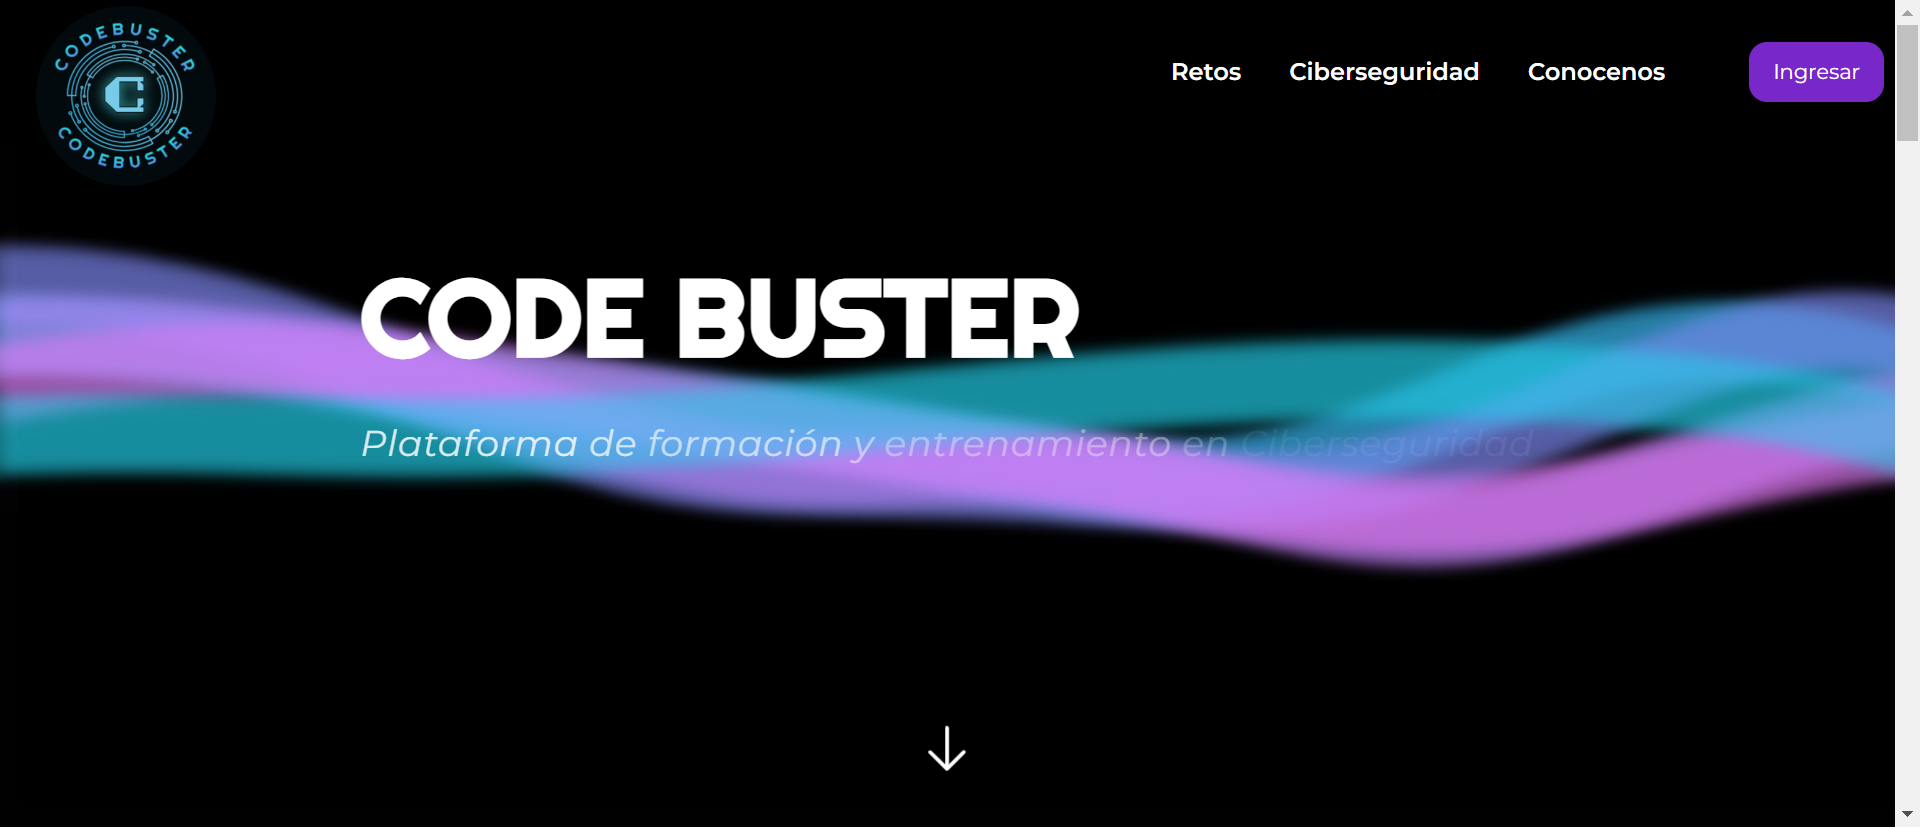 CODEBUSTER
C
CODEBUSTER
Retos Ciberseguridad Conocenos Ingresar
CODE BUSTER
Plataforma de formación y entrenamiento en Ciberseguridad